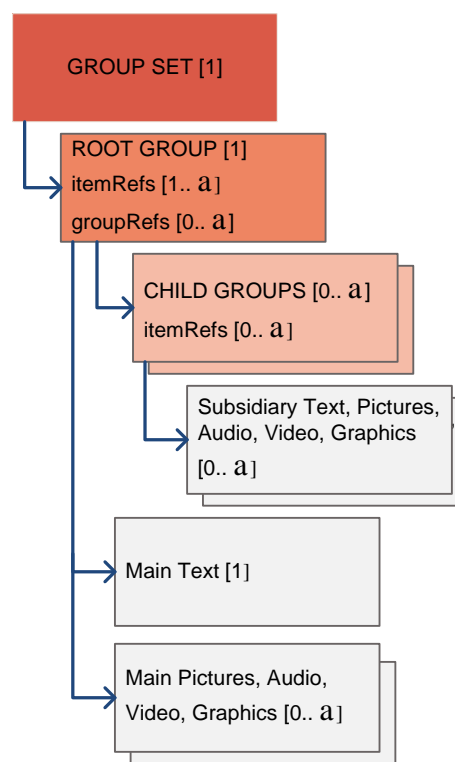 GROUP SET [1]
ROOT GROUP [1]
itemRefs [1.. a]
groupRefs [0.. a]
CHILD GROUPS [0.. a]
itemRefs [0.. a]
Subsidiary Text, Pictures,
Audio, Video, Graphics
[0.. a]
Main Text [1]
Main Pictures, Audio,
Video, Graphics [0.. a]